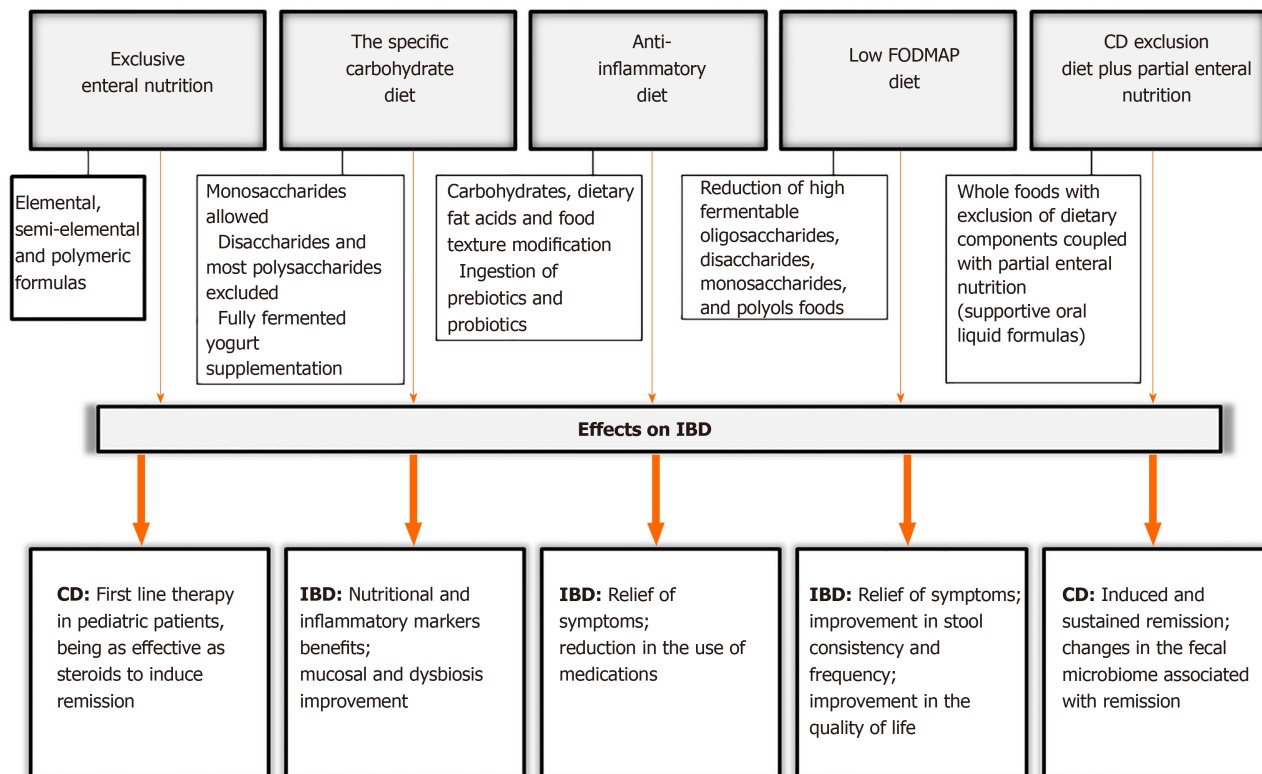 Exclusive
enteral nutrition
The specific
carbohydrate
diet
Anti-
inflammatory
diet
Low FODMAP
diet
CD exclusion
diet plus partial enteral
nutrition
Elemental,
semi-elemental
and polymeric
formulas
Monosaccharides
allowed
Disaccharides and
most polysaccharides
excluded
Fully fermented
yogurt
supplementation
Carbohydrates, dietary
fat acids and food
texture modification
Ingestion of
prebiotics and
probiotics
Reduction of high
fermentable
oligosaccharides,
disaccharides,
monosaccharides,
and polyols foods
Whole foods with
exclusion of dietary
components coupled
with partial enteral
nutrition
(supportive oral
liquid formulas)
Effects on IBD
CD: First line therapy
in pediatric patients,
being as effective as
steroids to induce
remission
IBD: Nutritional and
inflammatory markers
benefits;
mucosal and dysbiosis
improvement
IBD: Relief of
symptoms;
reduction in the use of
medications
IBD: Relief of symptoms;
improvement in stool
consistency and
frequency;
improvement in the
quality of life
CD: Induced and
sustained remission;
changes in the fecal
microbiome associated
with remission